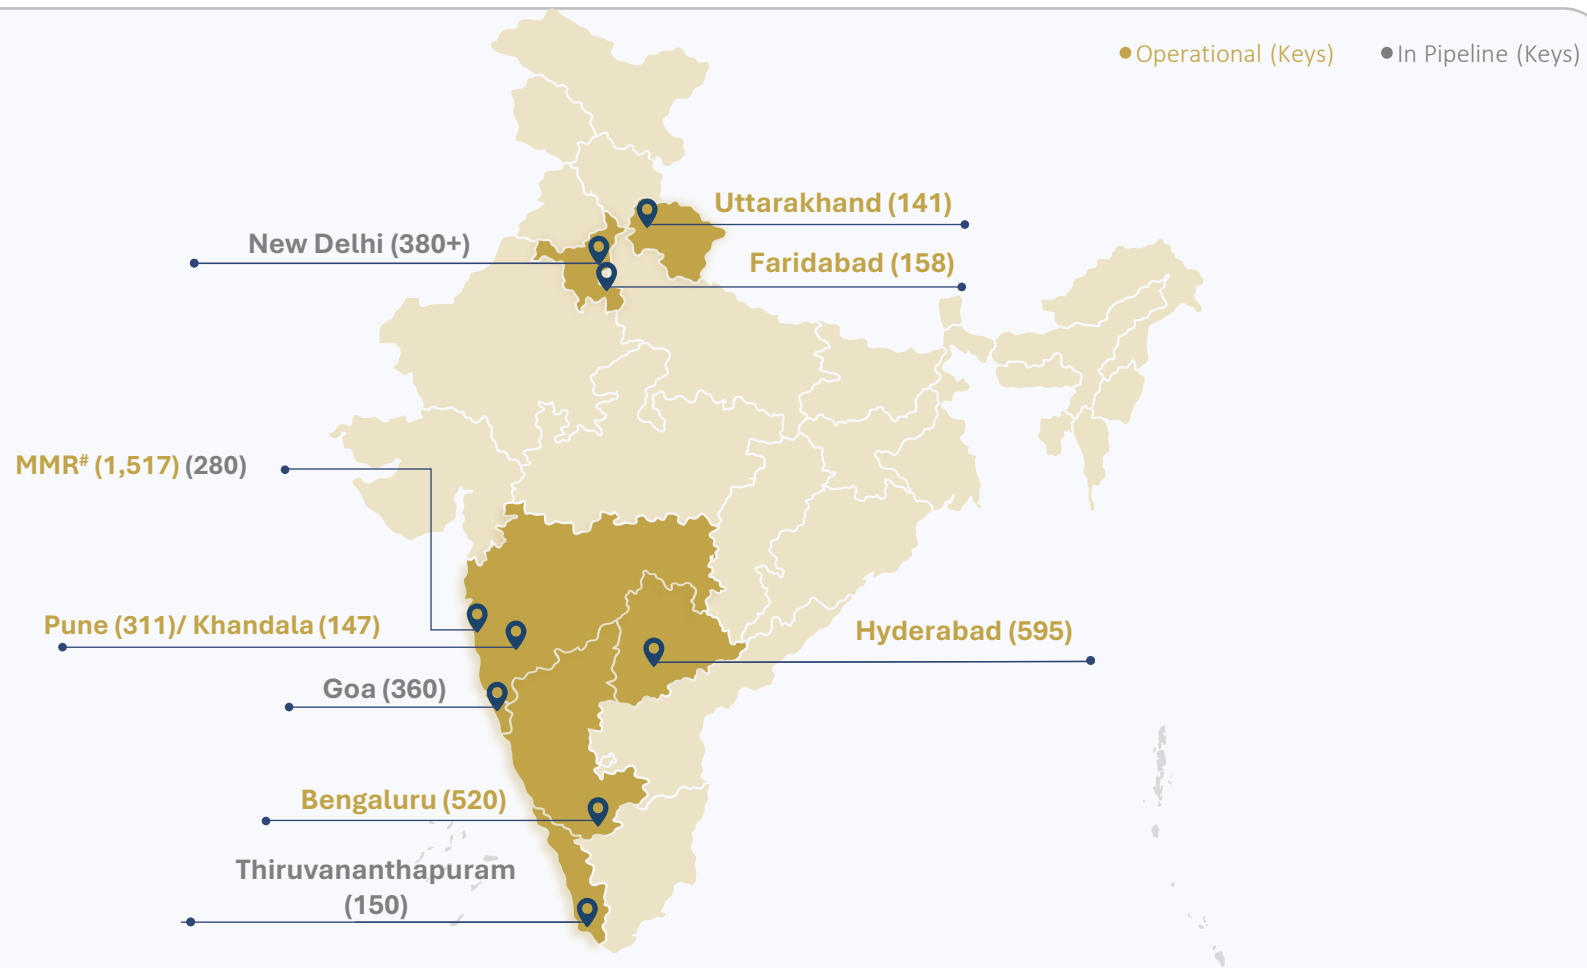 Operational (Keys)
In Pipeline (Keys)
Uttarakhand (141)
New Delhi (380+)
Faridabad (158)
MMR# (1,517) (280)
Pune (311)/ Khandala (147)
Hyderabad (595)
Goa (360)
Bengaluru (520)
Thiruvananthapuram
(150)